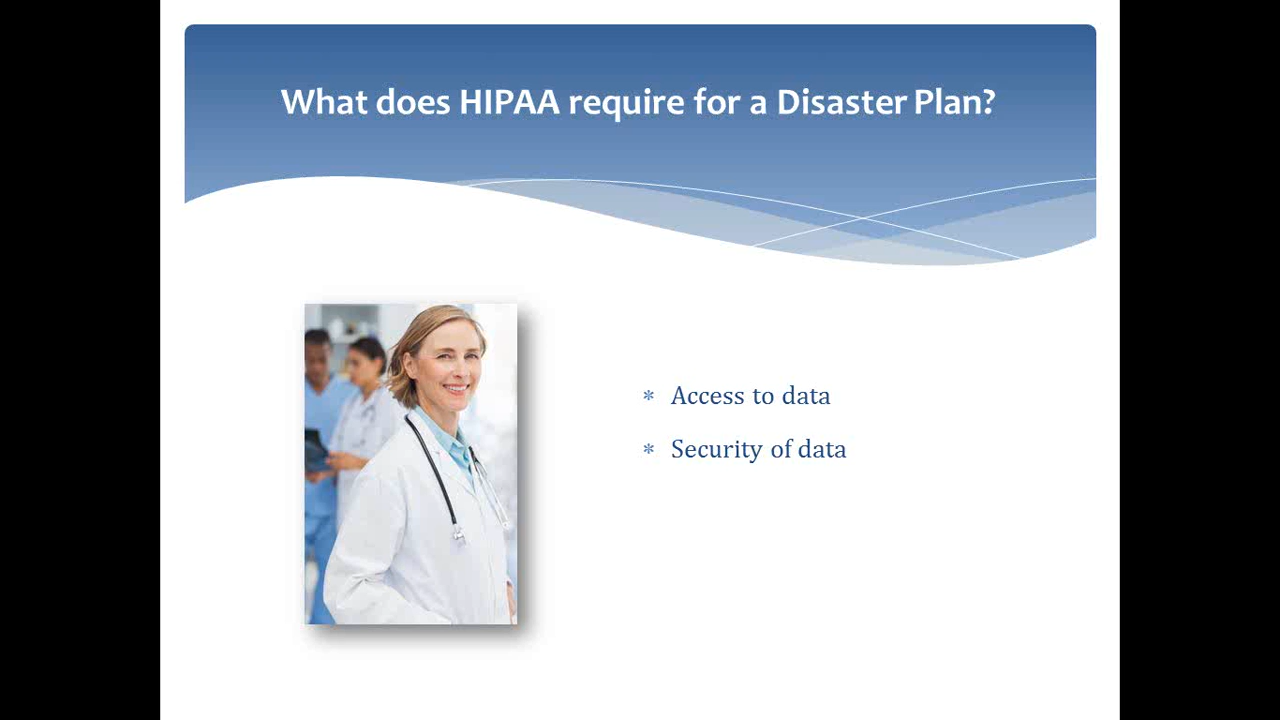 What does HIPAA require for a Disaster Plan?
* Access to data
* Security of data